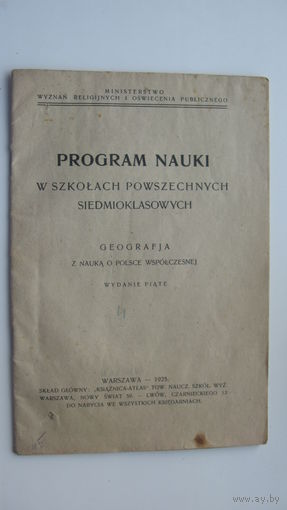 MINISTERSTWO
WYZNAŃ RELIGIJNYCH I OŚWIECENIA PUBLICZNEGO
PROGRAM NAUKI
W SZKOŁACH POWSZECHNYCH
SIEDMIOKLASOWYCH
GEOGRAFJA
Z NAUKĄ O POLSCE WSPÓŁCZESNEJ
WYDANIE PIĄTE
WARSZAWA — 1925.
SKŁAD GŁÓWNY: „KSIĄŻNICA-ATLAS" TOW. NAUCZ. SZKÓŁ WYŻ.
WARSZAWA, NOWY ŚWIAT 59. — LWÓW, CZARNIECKIEGO 12
DO NABYCIA WE WSZYSTKICH KSIĘGARNIACH.
ay.by